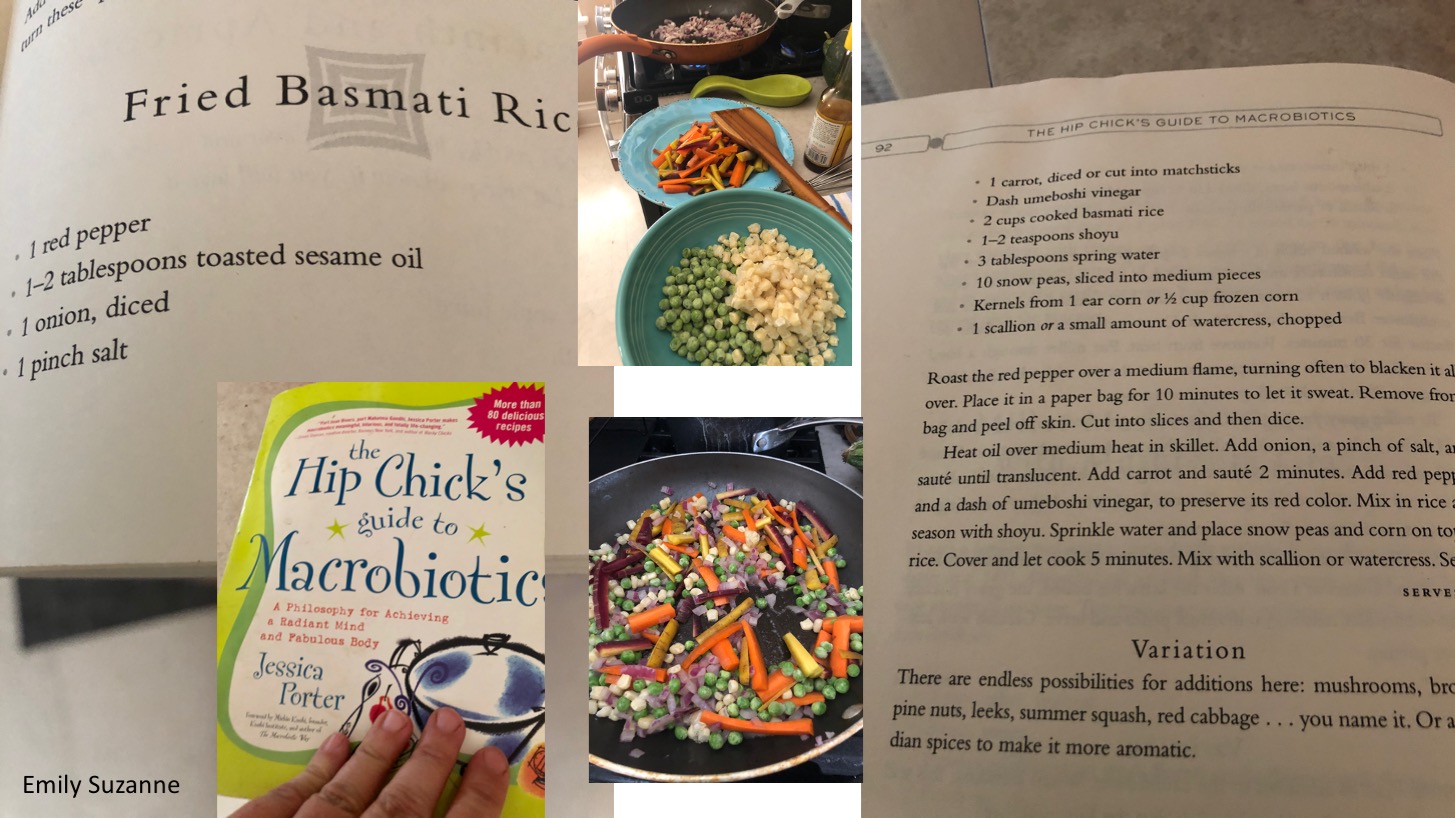 Add
turn these
Fried Basmati Ric
• 1 red pepper
• 1–2 tablespoons toasted sesame oil
• 1 onion, diced
• 1 pinch salt
More than
80 delicious
recipes
the
Hip Chick's
guide to
Macrobiotics
A Philosophy for Achieving
a Radiant Mind
and Fabulous Body
Jessica
Porter
Emily Suzanne
92
THE HIP CHICK'S GUIDE TO MACROBIOTICS
• 1 carrot, diced or cut into matchsticks
• Dash umeboshi vinegar
• 2 cups cooked basmati rice
• 1–2 teaspoons shoyu
• 3 tablespoons spring water
• 10 snow peas, sliced into medium pieces
• Kernels from 1 ear corn or ½ cup frozen corn
• 1 scallion or a small amount of watercress, chopped
Roast the red pepper over a medium flame, turning often to blacken it al
over. Place it in a paper bag for 10 minutes to let it sweat. Remove fro
bag and peel off skin. Cut into slices and then dice.
Heat oil over medium heat in skillet. Add onion, a pinch of salt, a
sauté until translucent. Add carrot and sauté 2 minutes. Add red pep
and a dash of umeboshi vinegar, to preserve its red color. Mix in rice a
season with shoyu. Sprinkle water and place snow peas and corn on to
rice. Cover and let cook 5 minutes. Mix with scallion or watercress. Se
SERVE
Variation
There are endless possibilities for additions here: mushrooms, bro
pine nuts, leeks, summer squash, red cabbage . . . you name it. Or a
dian spices to make it more aromatic.